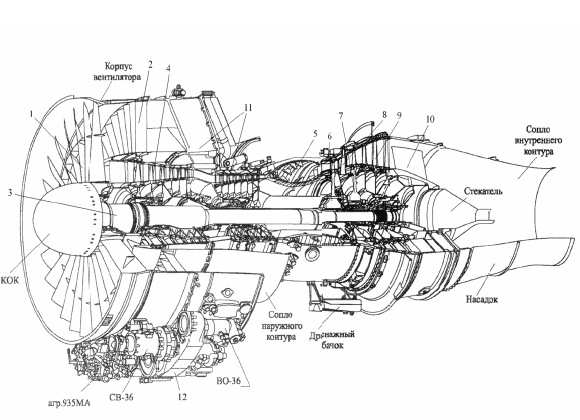 Корпус
вентилятора
2
4
1
11
5
6
7
8
9
10
Сопло
внутреннего
контура
Стекатель
3
КОК
Насадок
Сопло
наружного
контура
Дренажный
бачок
ВО-36
СВ-36
12
агр.935МА